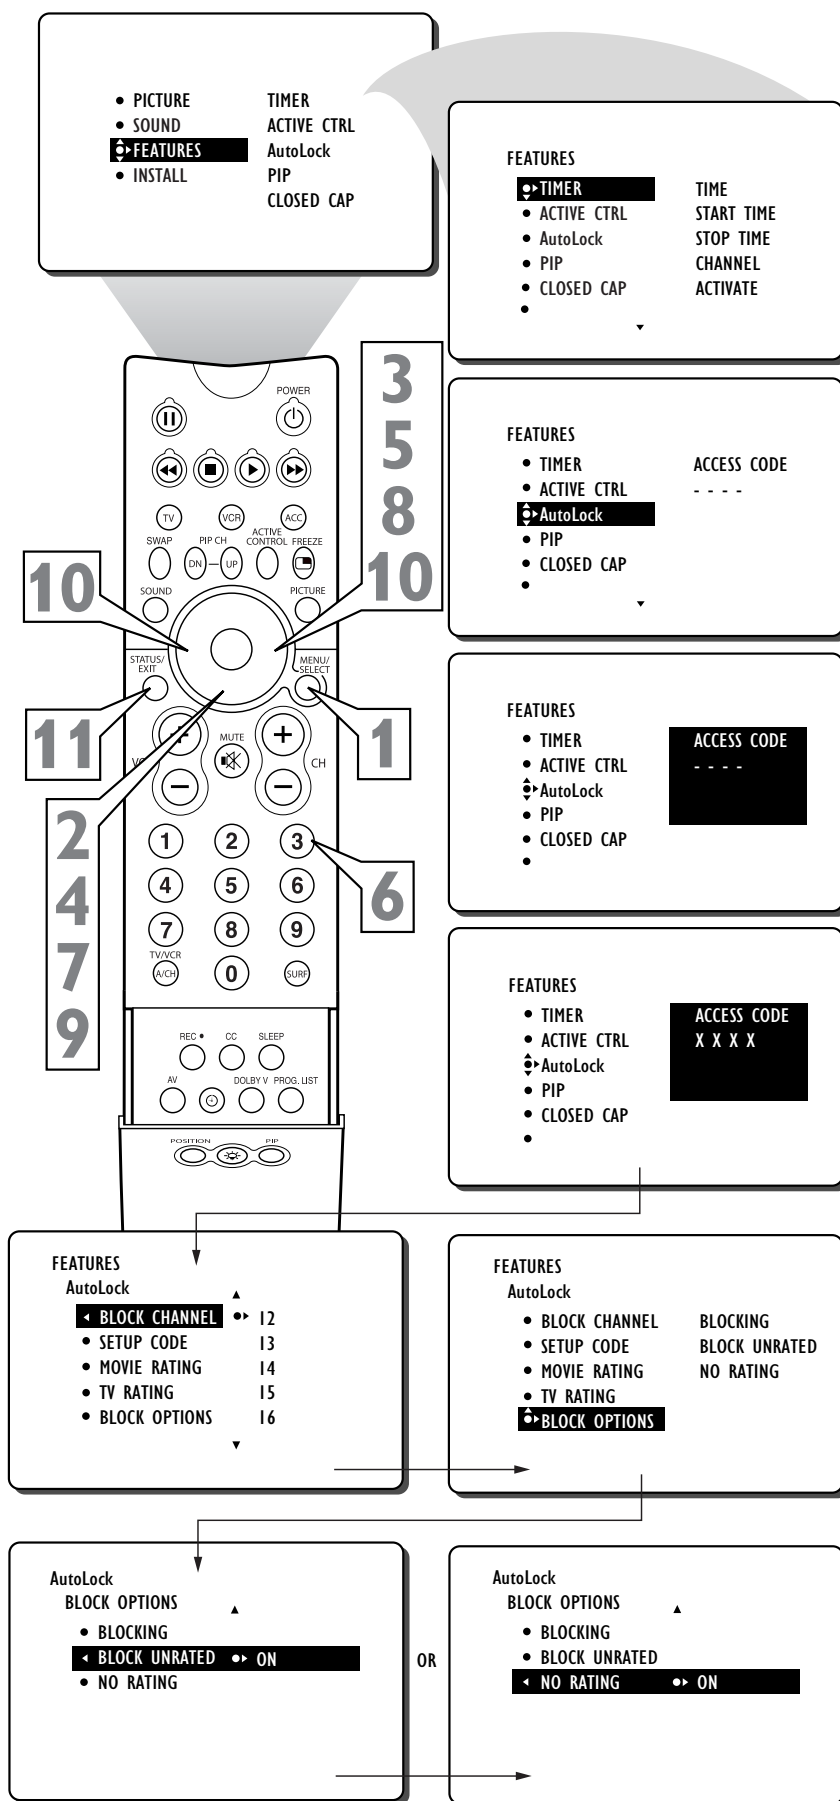 PICTURE TIMER
SOUND ACTIVE CTRL
FEATURES AutoLock
INSTALL PIP
CLOSED CAP
FEATURES
TIMER TIME
ACTIVE CTRL START TIME
AutoLock STOP TIME
PIP CHANNEL
CLOSED CAP ACTIVATE
FEATURES
TIMER ACCESS CODE
ACTIVE CTRL - - - -
AutoLock
PIP
CLOSED CAP
FEATURES
TIMER ACCESS CODE
ACTIVE CTRL - - - -
AutoLock
PIP
CLOSED CAP
FEATURES
TIMER ACCESS CODE
ACTIVE CTRL X X X X
AutoLock
PIP
CLOSED CAP
POWER
TV VCR ACC
SWAP PIP CH ACTIVE CONTROL FREEZE
DN UP
SOUND PICTURE
STATUS/
EXIT
MENU/
SELECT
MUTE
CH
1 2 3
4 5 6
7 8 9
TV/VCR
A/CH 0 SURF
REC • CC SLEEP
AV DOLBY V PROG. LIST
POSITION PIP
3
5
8
10
10
11
1
2
4
7
9
6
FEATURES
AutoLock
BLOCK CHANNEL 12
SETUP CODE 13
MOVIE RATING 14
TV RATING 15
BLOCK OPTIONS 16
FEATURES
AutoLock
BLOCK CHANNEL BLOCKING
SETUP CODE BLOCK UNRATED
MOVIE RATING NO RATING
TV RATING
BLOCK OPTIONS
AutoLock
BLOCK OPTIONS
BLOCKING
BLOCK UNRATED ON
NO RATING
OR
AutoLock
BLOCK OPTIONS
BLOCKING
BLOCK UNRATED
NO RATING ON